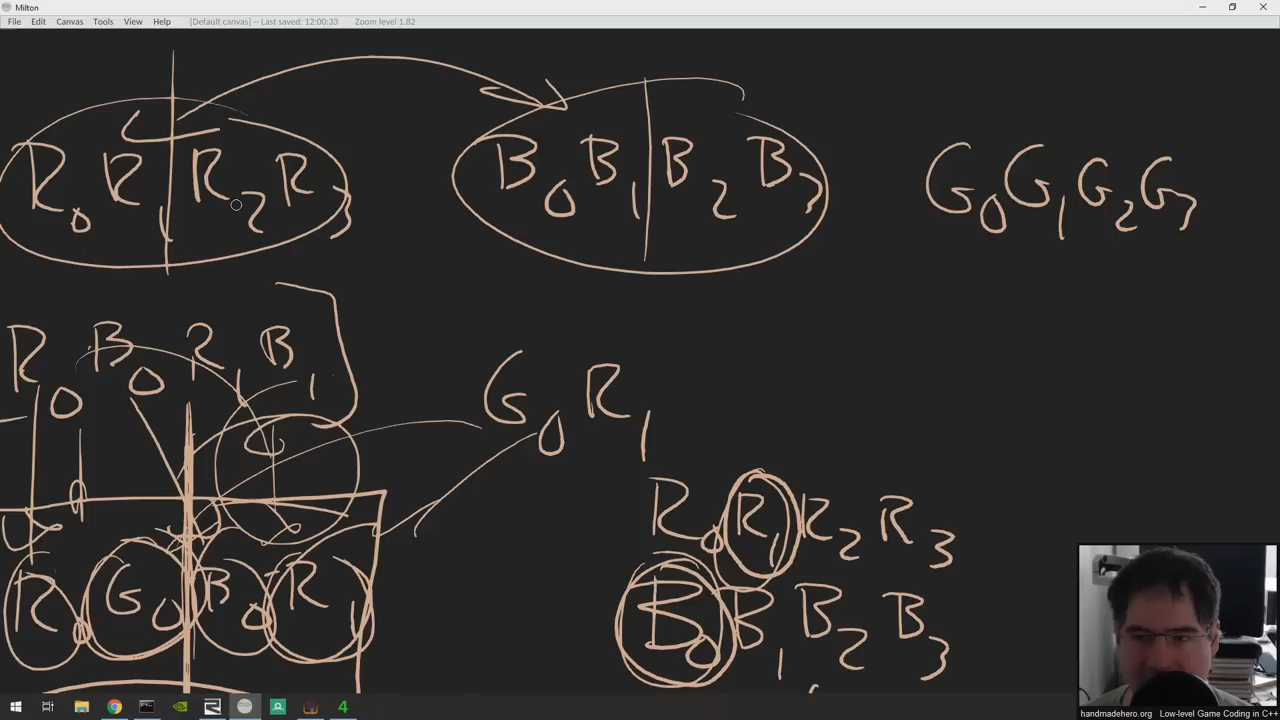 Milton
File Edit Canvas Tools View Help [Default canvas] -- Last saved: 12:00:33 Zoom level 1.82
R0 R1 R2 R3 B0 B1 B2 B3 G0 G1 G2 G3
R0 B0 R1 B1
G0 R1
R0 R1 R2 R3
R0 G0 B0 R1
B0 B1 B2 B3
4
handmadehero.org Low-level Game Coding in C++